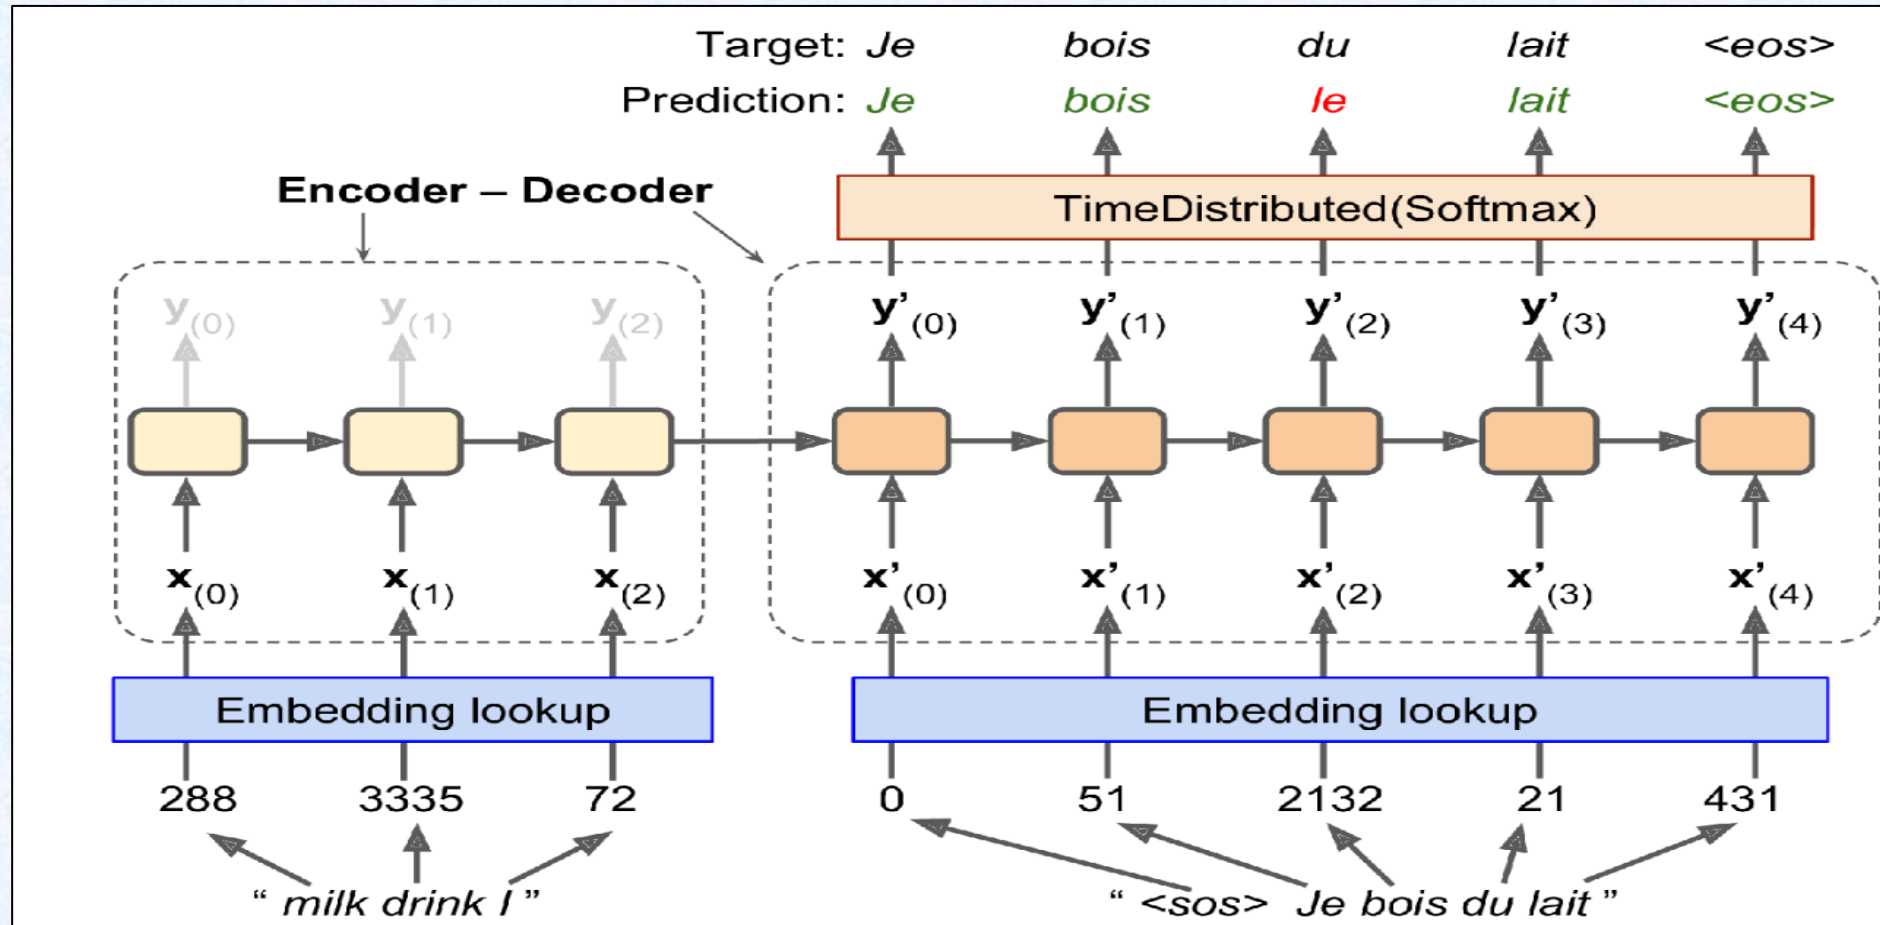 Target: Je bois du lait <eos>
Prediction: Je bois le lait <eos>
Encoder – Decoder
TimeDistributed(Softmax)
y(0) y(1) y(2) y’(0) y’(1) y’(2) y’(3) y’(4)
x(0) x(1) x(2) x’(0) x’(1) x’(2) x’(3) x’(4)
Embedding lookup Embedding lookup
288 3335 72 0 51 2132 21 431
“ milk drink I ” “ <sos> Je bois du lait ”